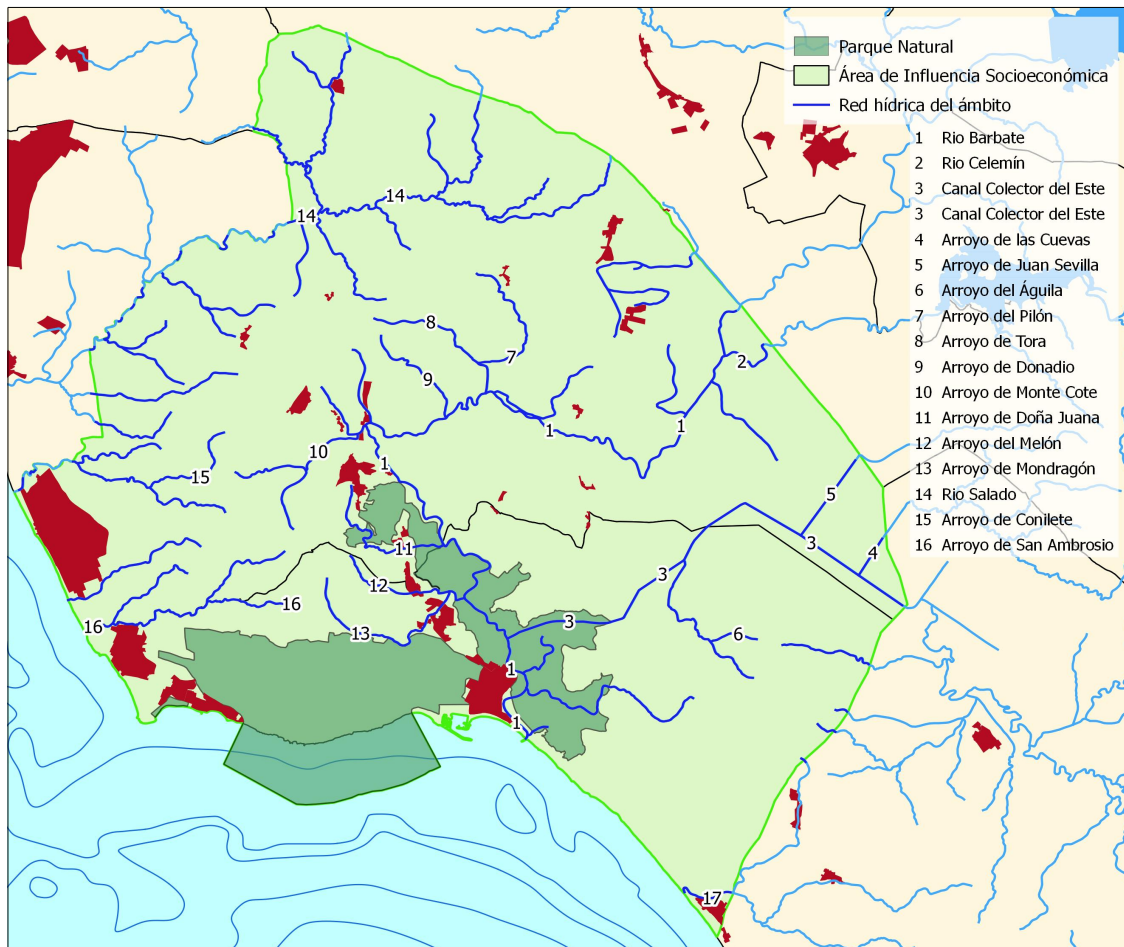 Parque Natural
Área de Influencia Socioeconómica
Red hídrica del ámbito
1 Rio Barbate
2 Rio Celemín
3 Canal Colector del Este
3 Canal Colector del Este
4 Arroyo de las Cuevas
5 Arroyo de Juan Sevilla
6 Arroyo del Águila
7 Arroyo del Pilón
8 Arroyo de Tora
9 Arroyo de Donadio
10 Arroyo de Monte Cote
11 Arroyo de Doña Juana
12 Arroyo del Melón
13 Arroyo de Mondragón
14 Rio Salado
15 Arroyo de Conilete
16 Arroyo de San Ambrosio
14
14
8
7
2
9
1
1
10
1
15
5
3
4
11
3
12
16
16
13
3
6
1
1
17